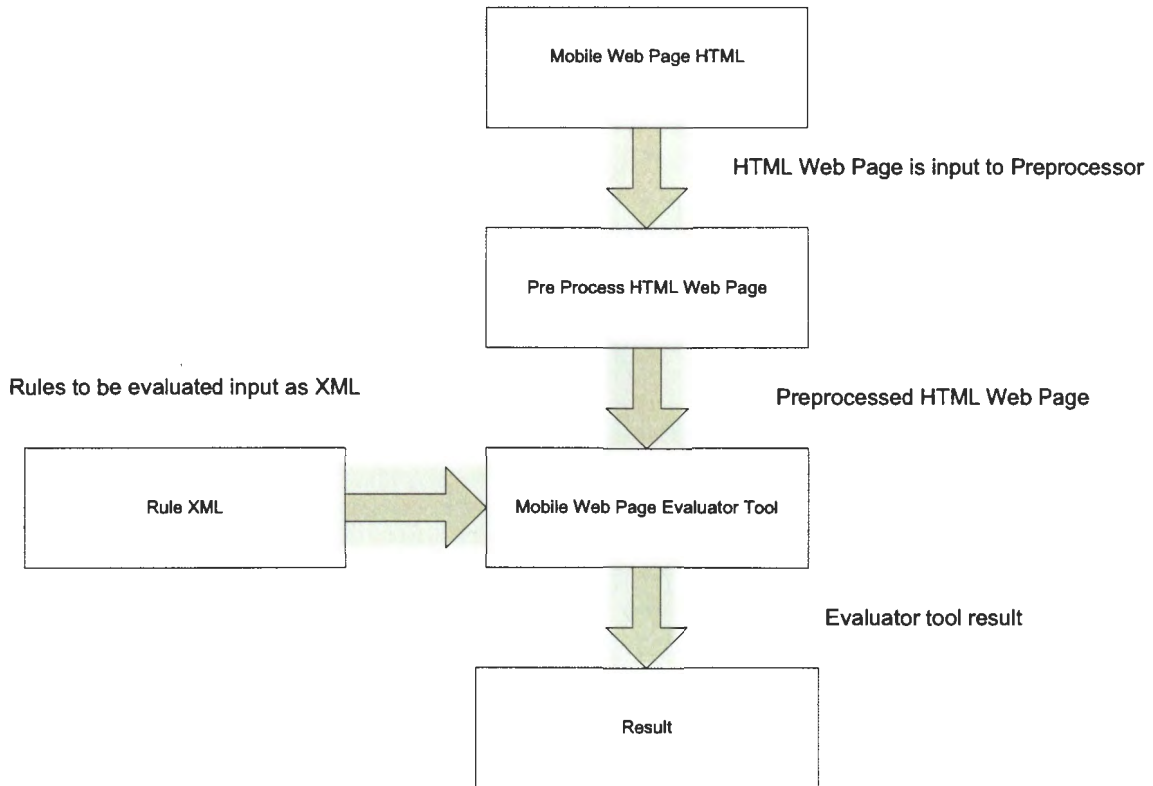 Mobile Web Page HTML
HTML Web Page is input to Preprocessor
Pre Process HTML Web Page
Rules to be evaluated input as XML
Preprocessed HTML Web Page
Rule XML
Mobile Web Page Evaluator Tool
Evaluator tool result
Result